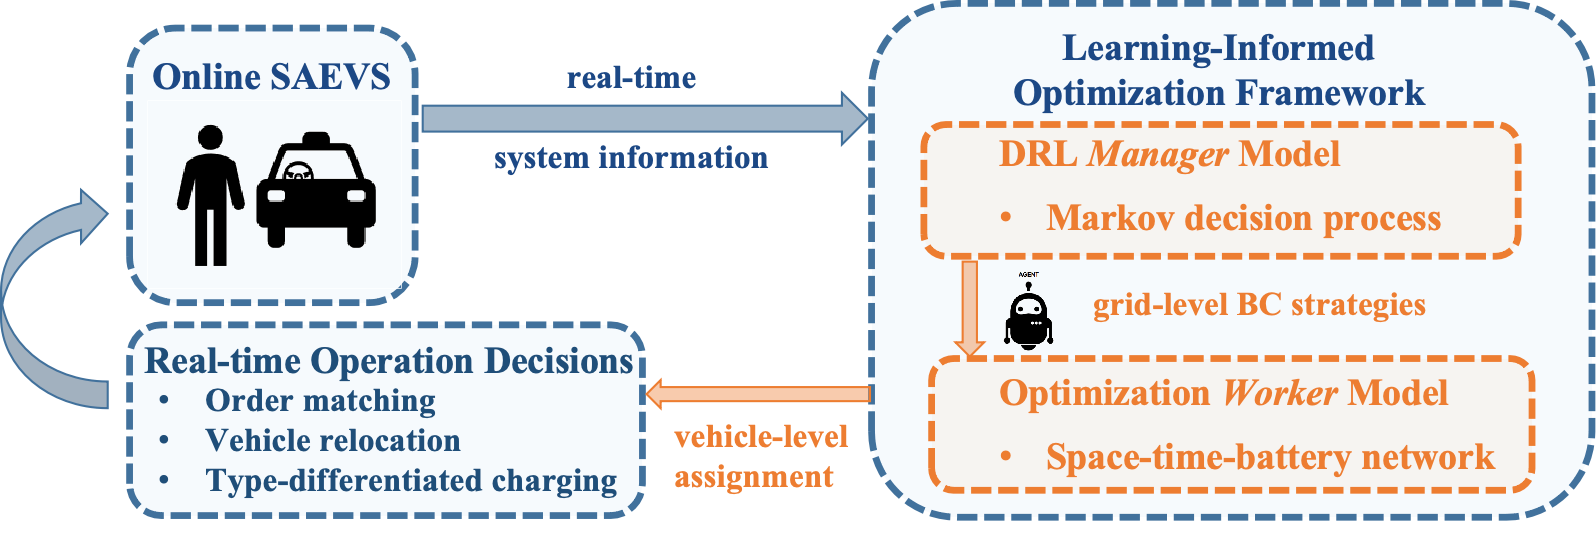 Online SAEVS
real-time
system information
Learning-Informed
Optimization Framework
DRL Manager Model
• Markov decision process
AGENT
grid-level BC strategies
Optimization Worker Model
• Space-time-battery network
vehicle-level
assignment
Real-time Operation Decisions
• Order matching
• Vehicle relocation
• Type-differentiated charging